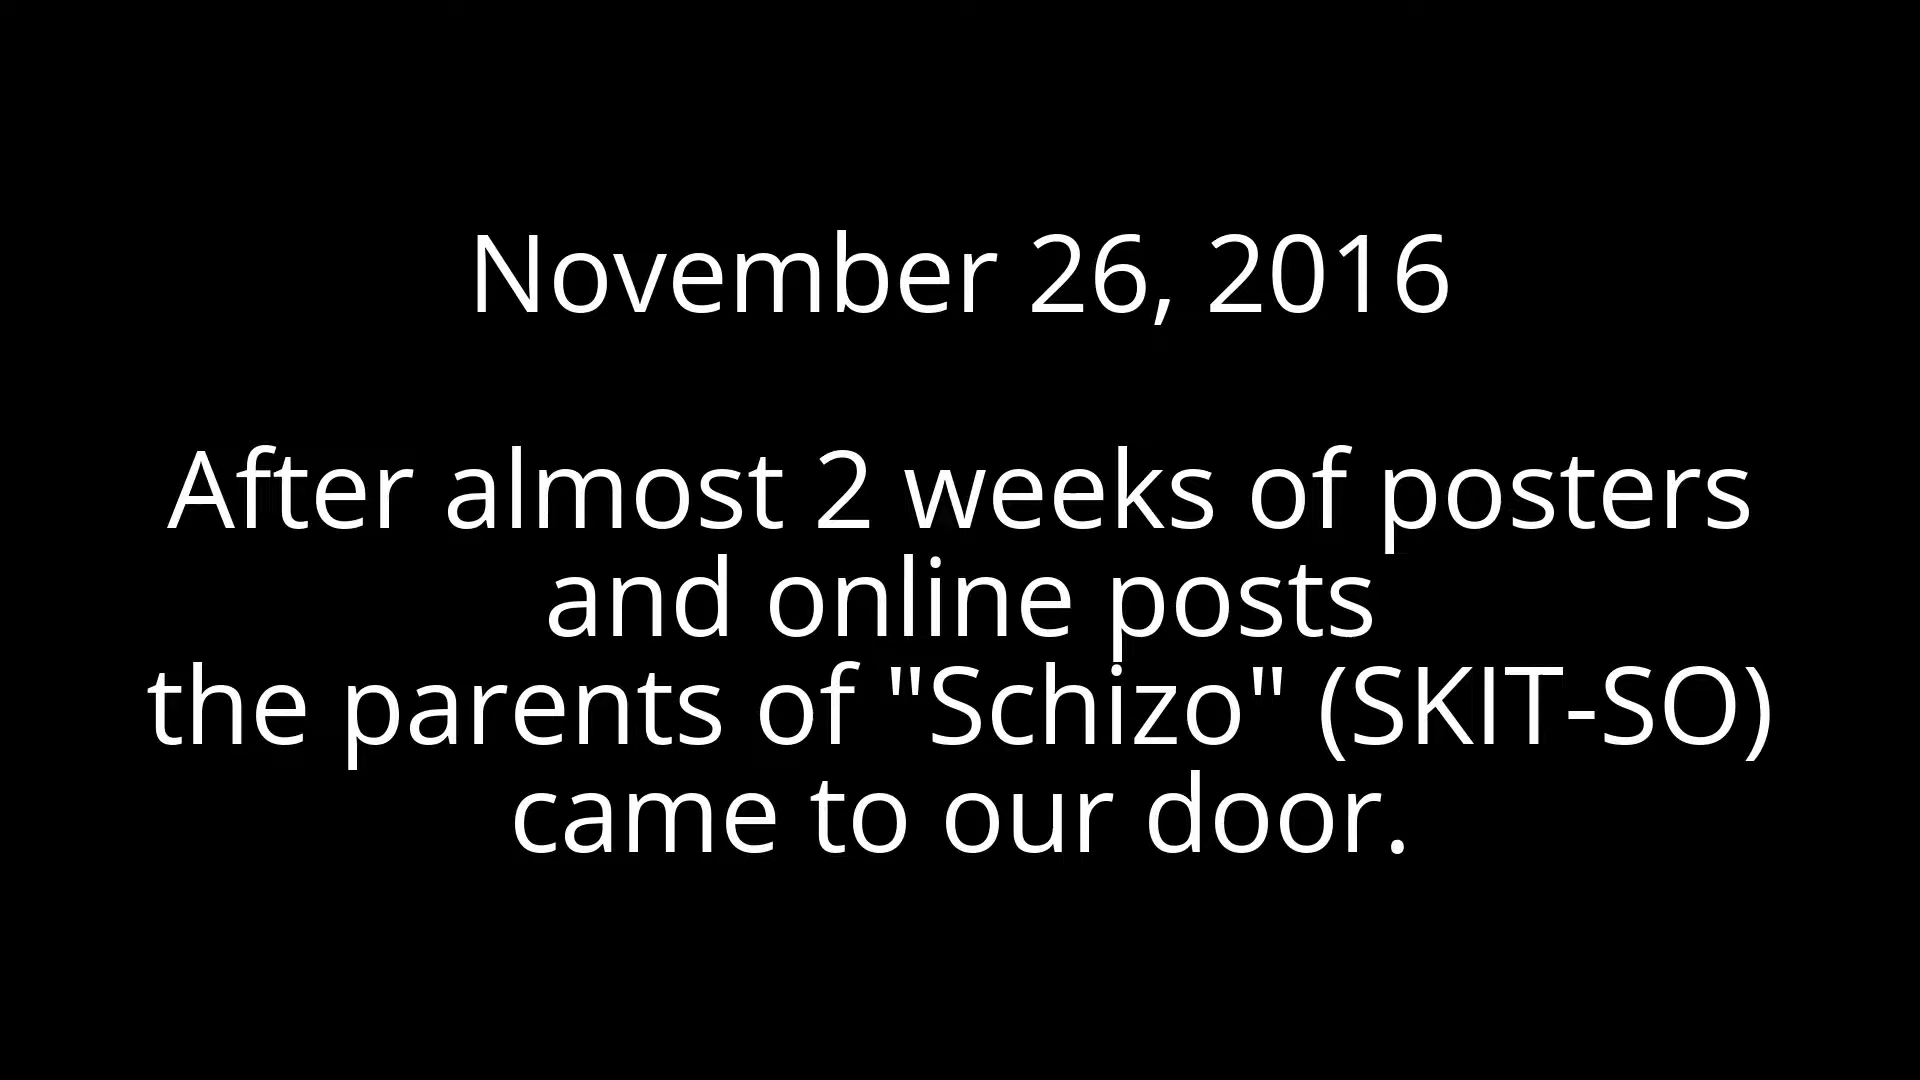 November 26, 2016
After almost 2 weeks of posters
and online posts
the parents of "Schizo" (SKIT-SO)
came to our door.